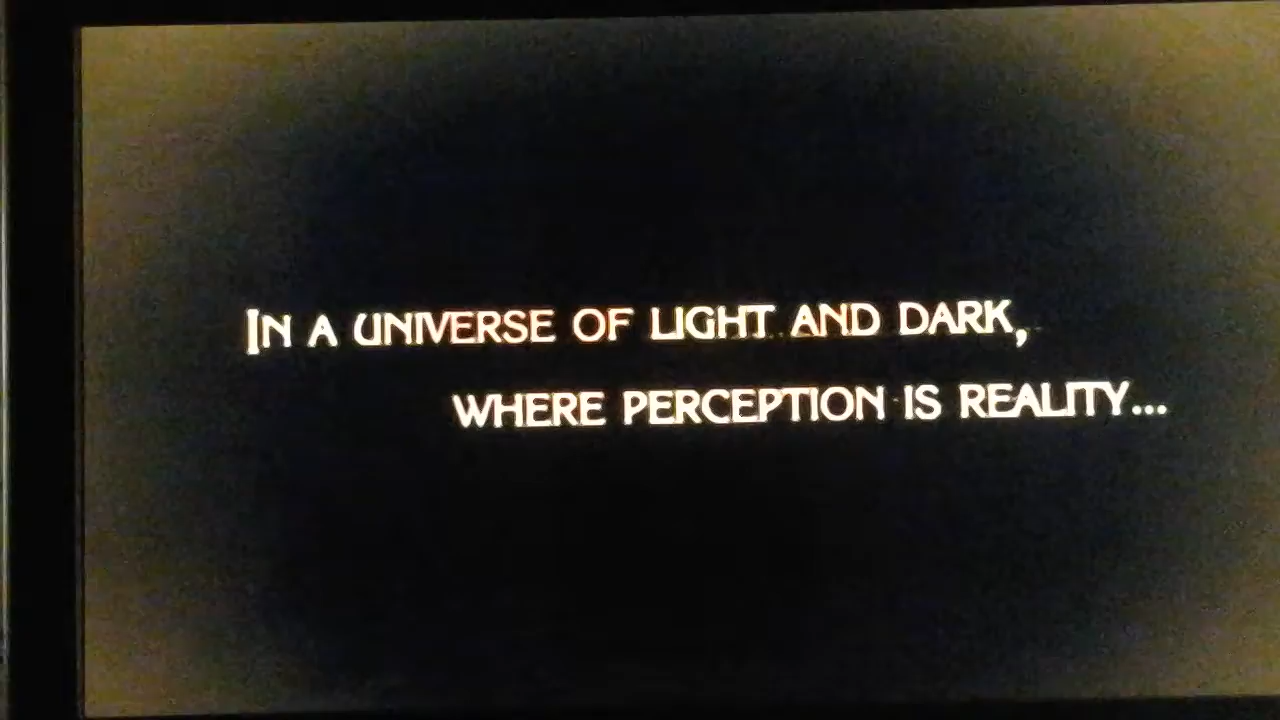 In a universe of light and dark,
where perception is reality...